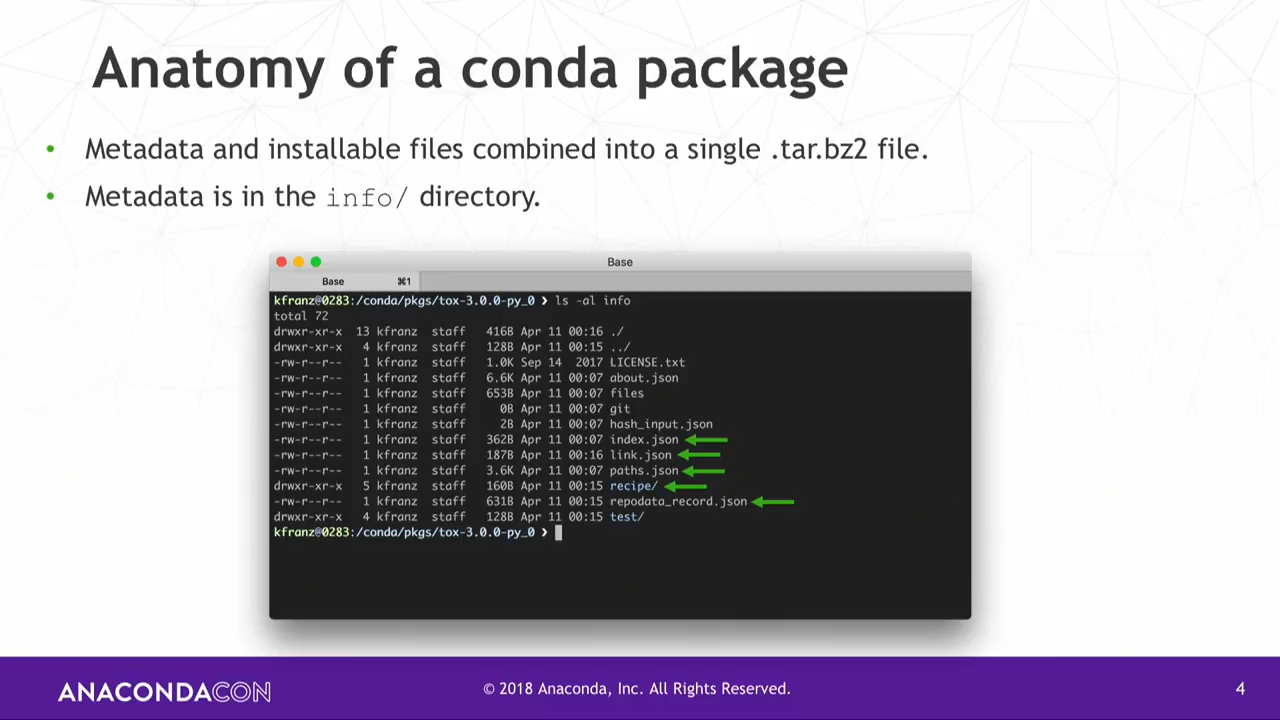 Anatomy of a conda package
• Metadata and installable files combined into a single .tar.bz2 file.
• Metadata is in the info/ directory.
Base
Base ⌘1
kfranz@0283:/conda/pkgs/tox-3.0.0-py_0 ❯ ls -al info
total 72
drwxr-xr-x 13 kfranz staff 416B Apr 11 00:16 ./
drwxr-xr-x 4 kfranz staff 128B Apr 11 00:15 ../
-rw-r--r-- 1 kfranz staff 1.0K Sep 14 2017 LICENSE.txt
-rw-r--r-- 1 kfranz staff 6.6K Apr 11 00:07 about.json
-rw-r--r-- 1 kfranz staff 653B Apr 11 00:07 files
-rw-r--r-- 1 kfranz staff 0B Apr 11 00:07 git
-rw-r--r-- 1 kfranz staff 2B Apr 11 00:07 hash_input.json
-rw-r--r-- 1 kfranz staff 362B Apr 11 00:07 index.json
-rw-r--r-- 1 kfranz staff 187B Apr 11 00:16 link.json
-rw-r--r-- 1 kfranz staff 3.6K Apr 11 00:07 paths.json
drwxr-xr-x 5 kfranz staff 160B Apr 11 00:15 recipe/
-rw-r--r-- 1 kfranz staff 631B Apr 11 00:15 repodata_record.json
drwxr-xr-x 4 kfranz staff 128B Apr 11 00:15 test/
kfranz@0283:/conda/pkgs/tox-3.0.0-py_0 ❯
ANACONDACON
© 2018 Anaconda, Inc. All Rights Reserved.
4